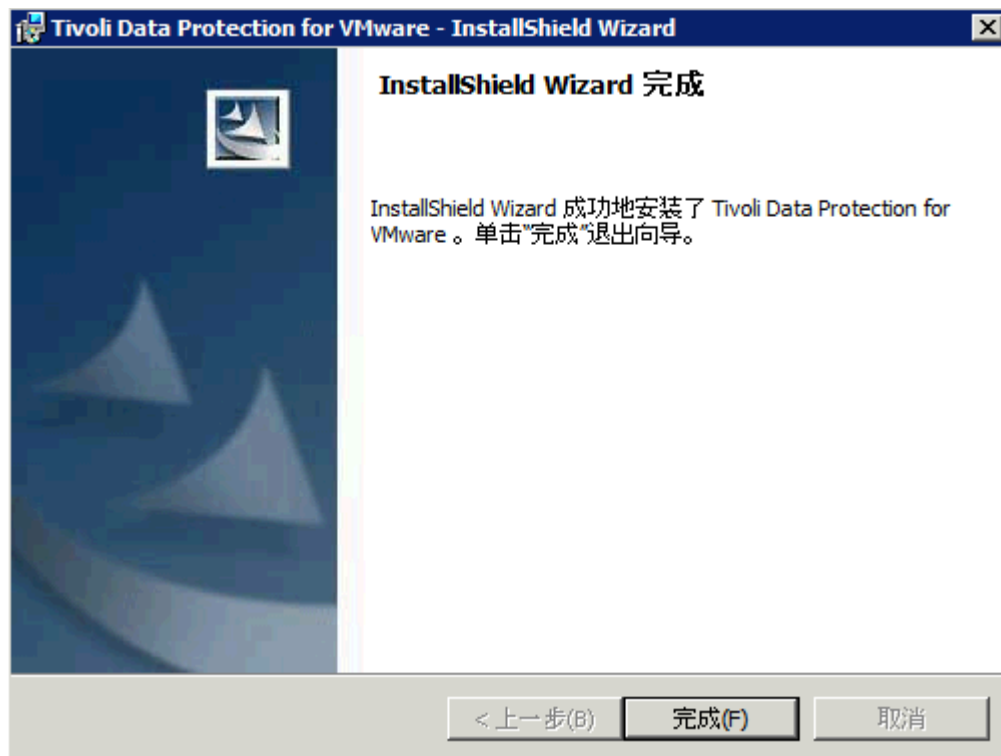 Tivoli Data Protection for VMware - InstallShield Wizard
InstallShield Wizard 完成
InstallShield Wizard 成功地安装了 Tivoli Data Protection for
VMware 。单击"完成"退出向导。
< 上一步(B) 完成(F) 取消